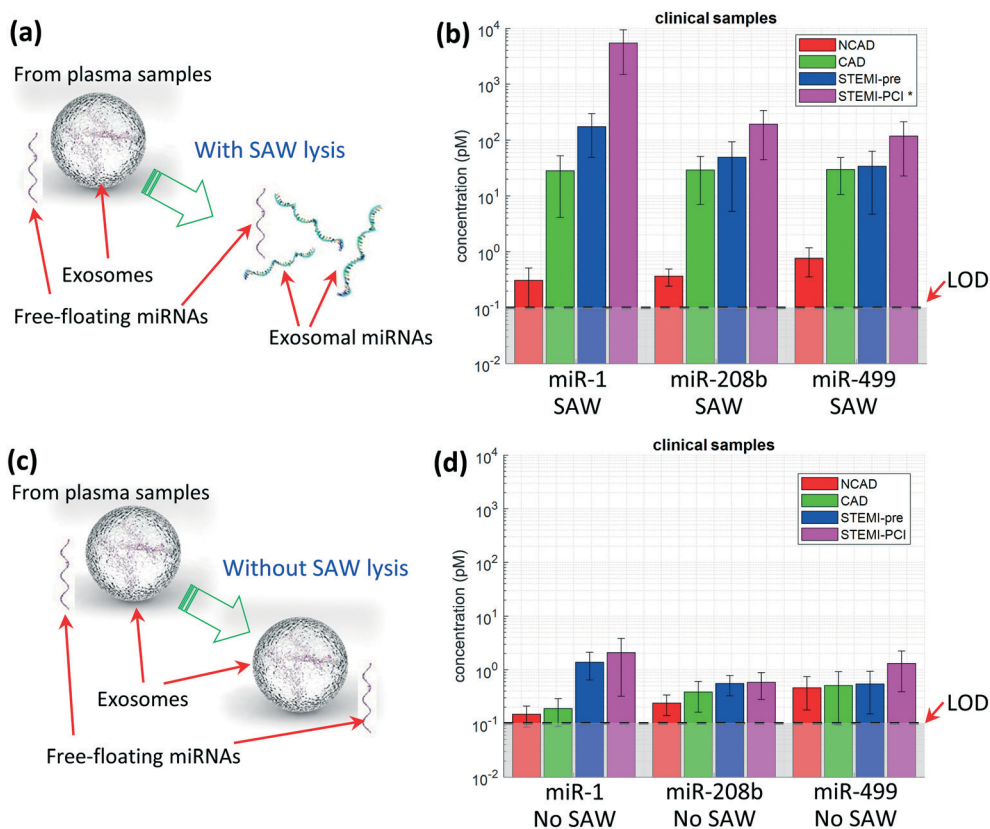 (a)
From plasma samples
With SAW lysis
Exosomes
Free-floating miRNAs
Exosomal miRNAs
(b)
clinical samples
NCAD
CAD
STEMI-pre
STEMI-PCI *
concentration (pM)
10^4
10^3
10^2
10^1
10^0
10^-1
10^-2
LOD
miR-1 miR-208b miR-499
SAW SAW SAW
(c)
From plasma samples
Without SAW lysis
Exosomes
Free-floating miRNAs
(d)
clinical samples
NCAD
CAD
STEMI-pre
STEMI-PCI
concentration (pM)
10^4
10^3
10^2
10^1
10^0
10^-1
10^-2
LOD
miR-1 miR-208b miR-499
No SAW No SAW No SAW